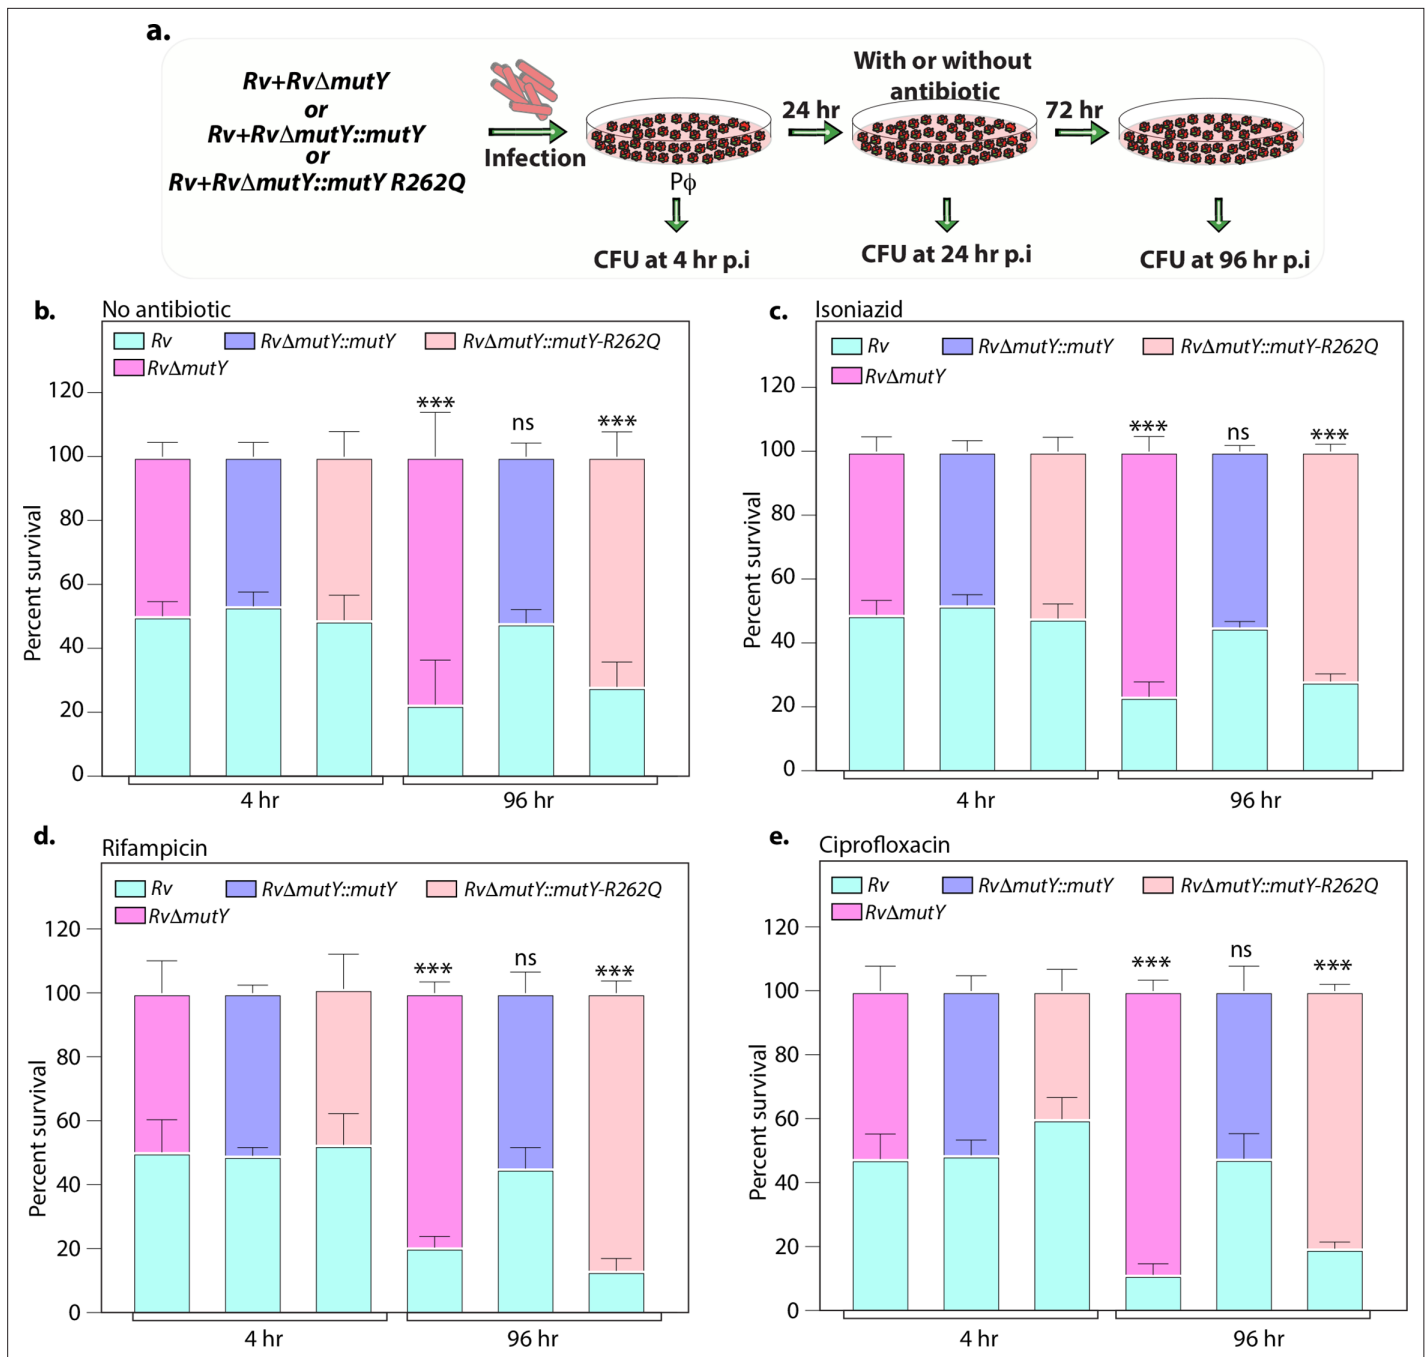 a.
Rv+RvΔmutY
or
Rv+RvΔmutY::mutY
or
Rv+RvΔmutY::mutY R262Q
Infection
Pϕ
24 hr
With or without
antibiotic
72 hr
CFU at 4 hr p.i
CFU at 24 hr p.i
CFU at 96 hr p.i
b.
No antibiotic
Rv
RvΔmutY::mutY
RvΔmutY::mutY-R262Q
RvΔmutY
Percent survival
120
100
80
60
40
20
0
***
ns
***
4 hr
96 hr
c.
Isoniazid
Rv
RvΔmutY::mutY
RvΔmutY::mutY-R262Q
RvΔmutY
Percent survival
120
100
80
60
40
20
0
***
ns
***
4 hr
96 hr
d.
Rifampicin
Rv
RvΔmutY::mutY
RvΔmutY::mutY-R262Q
RvΔmutY
Percent survival
120
100
80
60
40
20
0
***
ns
***
4 hr
96 hr
e.
Ciprofloxacin
Rv
RvΔmutY::mutY
RvΔmutY::mutY-R262Q
RvΔmutY
Percent survival
120
100
80
60
40
20
0
***
ns
***
4 hr
96 hr